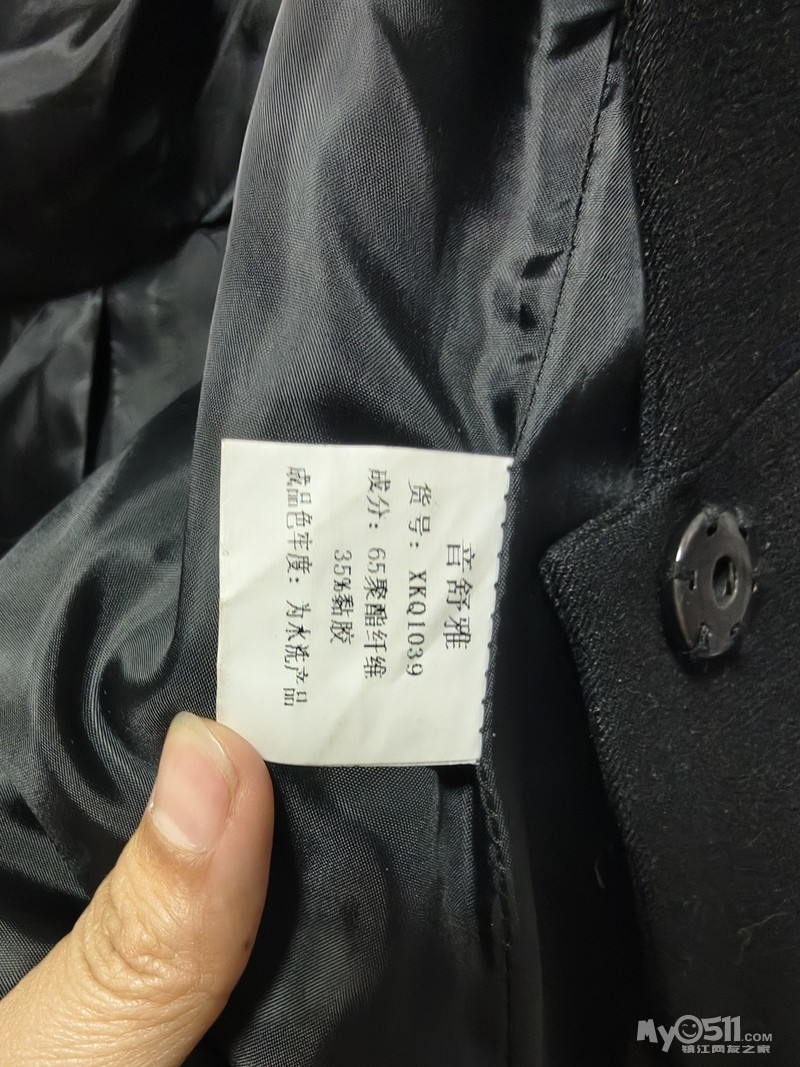 音舒雅
货号：XKQ1039
成分：65聚酯纤维
35%黏胶
成品色牢度：为水洗产品
My0511.COM
镇江网友之家